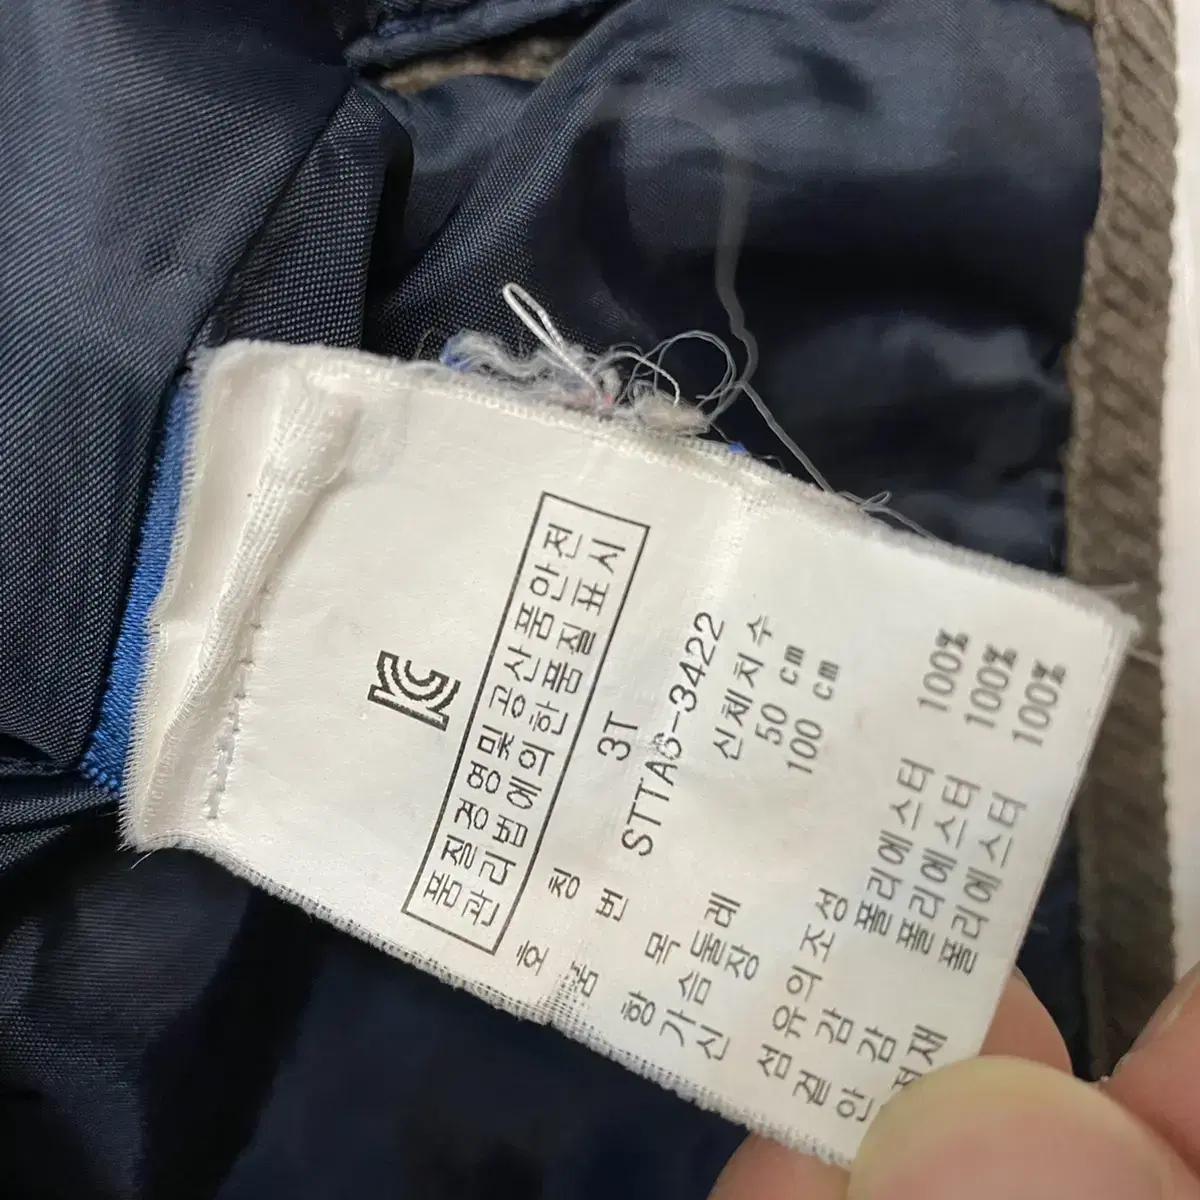 KC
품질경영및공산품안전
관리법에의한품질표시
호 칭 3T
품 번 STTA6-3422
항 목 신체치수
가슴둘레 50 cm
신 장 100 cm
섬유의조성
겉 감 폴리에스터 100%
안 감 폴리에스터 100%
재 폴리에스터 100%